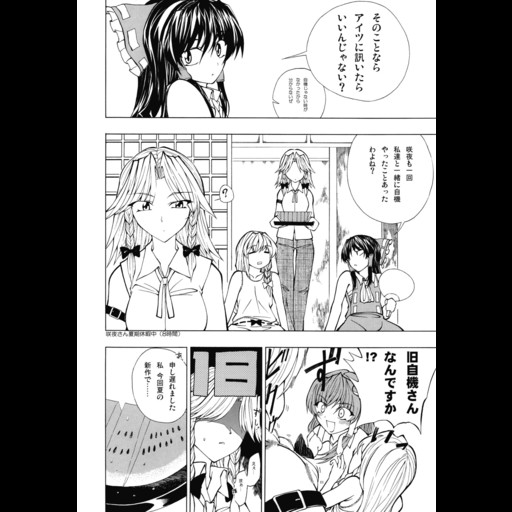 そのことなら
アイツに訊いたら
いいんじゃない?
咲夜も一回
私達と一緒に自機
やったことあった
わよね?
?
咲夜さん夏期休暇中(8時間)
旧自機さん
なんですか
!?
旧
申し遅れました
私 今回夏の
新作で……